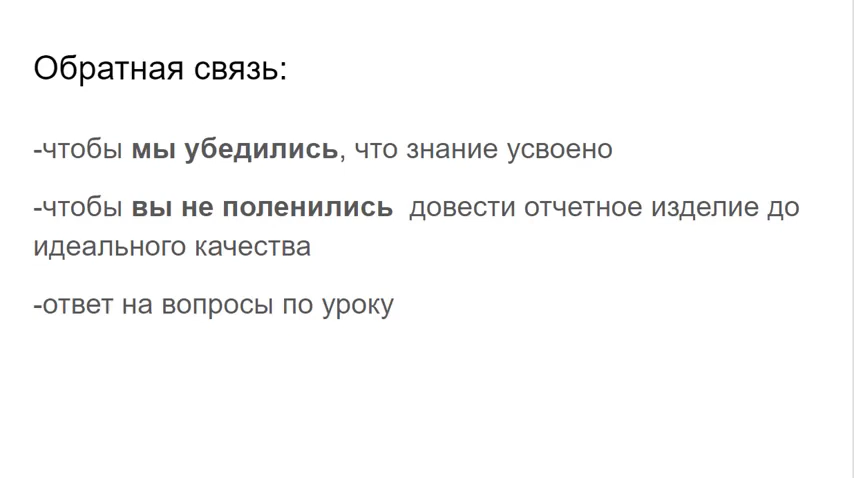 Обратная связь:
-чтобы мы убедились, что знание усвоено
-чтобы вы не поленились  довести отчетное изделие до
идеального качества
-ответ на вопросы по уроку